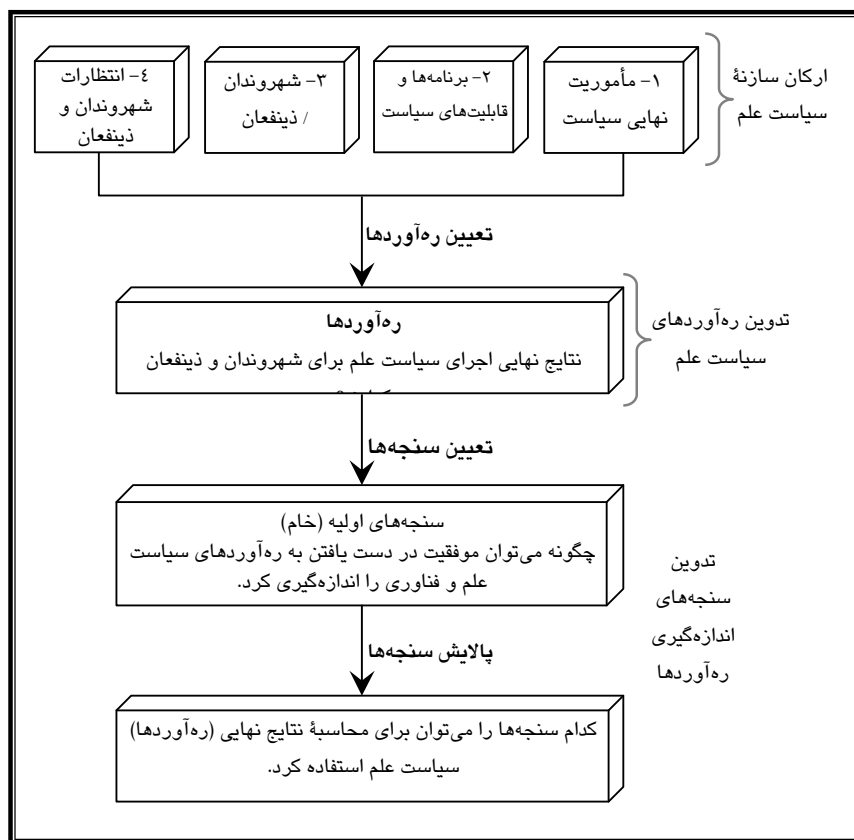 ارکان سازنۀ
سیاست علم
۱- مأموریت
نهایی سیاست
۲- برنامه‌ها و
قابلیت‌های سیاست
۳- شهروندان
/ ذینفعان
٤- انتظارات
شهروندان و
ذینفعان
تعیین ره‌آوردها
تدوین ره‌آوردهای
سیاست علم
ره‌آوردها
نتایج نهایی اجرای سیاست علم برای شهروندان و ذینفعان
تعیین سنجه‌ها
سنجه‌های اولیه (خام)
چگونه می‌توان موفقیت در دست یافتن به ره‌آوردهای سیاست
علم و فناوری را اندازه‌گیری کرد.
تدوین
سنجه‌های
اندازه‌گیری
ره‌آوردها
پالایش سنجه‌ها
کدام سنجه‌ها را می‌توان برای محاسبۀ نتایج نهایی (ره‌آوردها)
سیاست علم استفاده کرد.